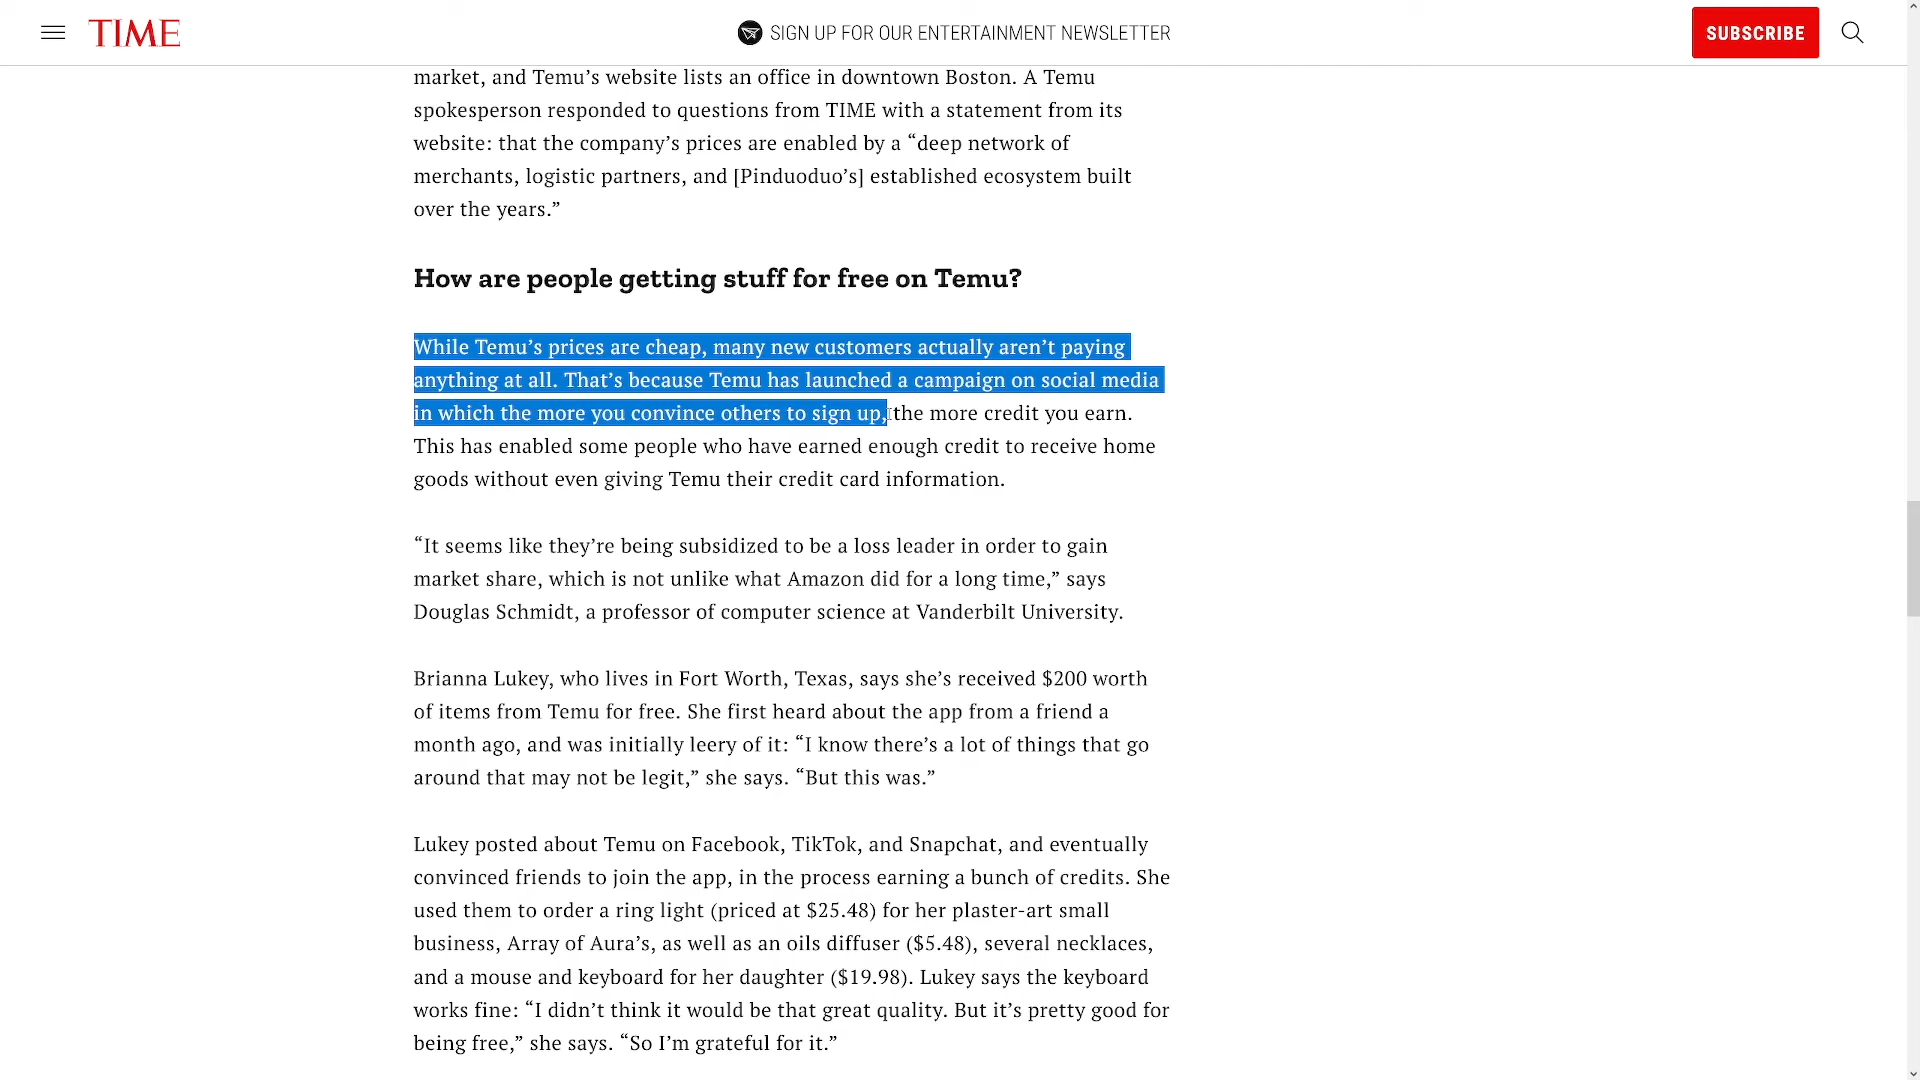 TIME
SIGN UP FOR OUR ENTERTAINMENT NEWSLETTER
SUBSCRIBE
market, and Temu’s website lists an office in downtown Boston. A Temu
spokesperson responded to questions from TIME with a statement from its
website: that the company’s prices are enabled by a “deep network of
merchants, logistic partners, and [Pinduoduo’s] established ecosystem built
over the years.”
How are people getting stuff for free on Temu?
While Temu’s prices are cheap, many new customers actually aren’t paying
anything at all. That’s because Temu has launched a campaign on social media
in which the more you convince others to sign up, the more credit you earn.
This has enabled some people who have earned enough credit to receive home
goods without even giving Temu their credit card information.
“It seems like they’re being subsidized to be a loss leader in order to gain
market share, which is not unlike what Amazon did for a long time,” says
Douglas Schmidt, a professor of computer science at Vanderbilt University.
Brianna Lukey, who lives in Fort Worth, Texas, says she’s received $200 worth
of items from Temu for free. She first heard about the app from a friend a
month ago, and was initially leery of it: “I know there’s a lot of things that go
around that may not be legit,” she says. “But this was.”
Lukey posted about Temu on Facebook, TikTok, and Snapchat, and eventually
convinced friends to join the app, in the process earning a bunch of credits. She
used them to order a ring light (priced at $25.48) for her plaster-art small
business, Array of Aura’s, as well as an oils diffuser ($5.48), several necklaces,
and a mouse and keyboard for her daughter ($19.98). Lukey says the keyboard
works fine: “I didn’t think it would be that great quality. But it’s pretty good for
being free,” she says. “So I’m grateful for it.”